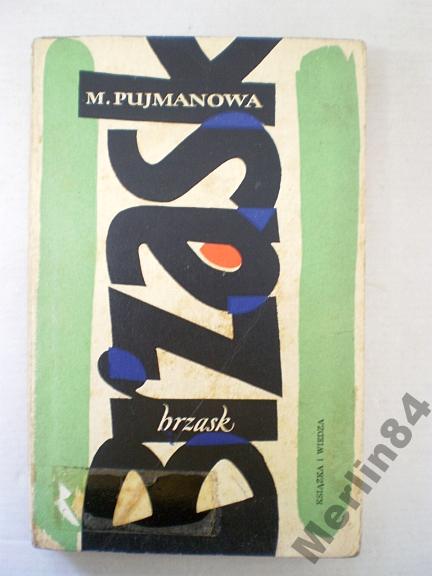 M. PUJMANOWA
Brzask
brzask
KSIĄŻKA I WIEDZA
Merlin84